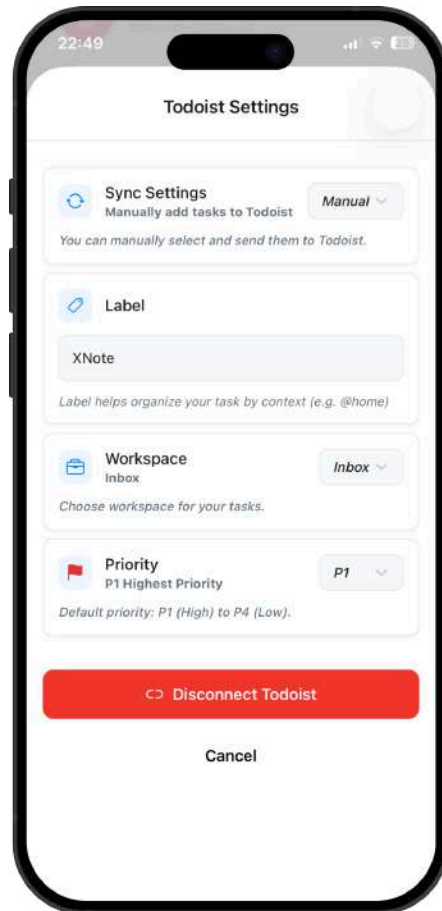 22:49
Todoist Settings
Sync Settings
Manually add tasks to Todoist
Manual
You can manually select and send them to Todoist.
Label
XNote
Label helps organize your task by context (e.g. @home)
Workspace
Inbox
Inbox
Choose workspace for your tasks.
Priority
P1 Highest Priority
P1
Default priority: P1 (High) to P4 (Low).
Disconnect Todoist
Cancel